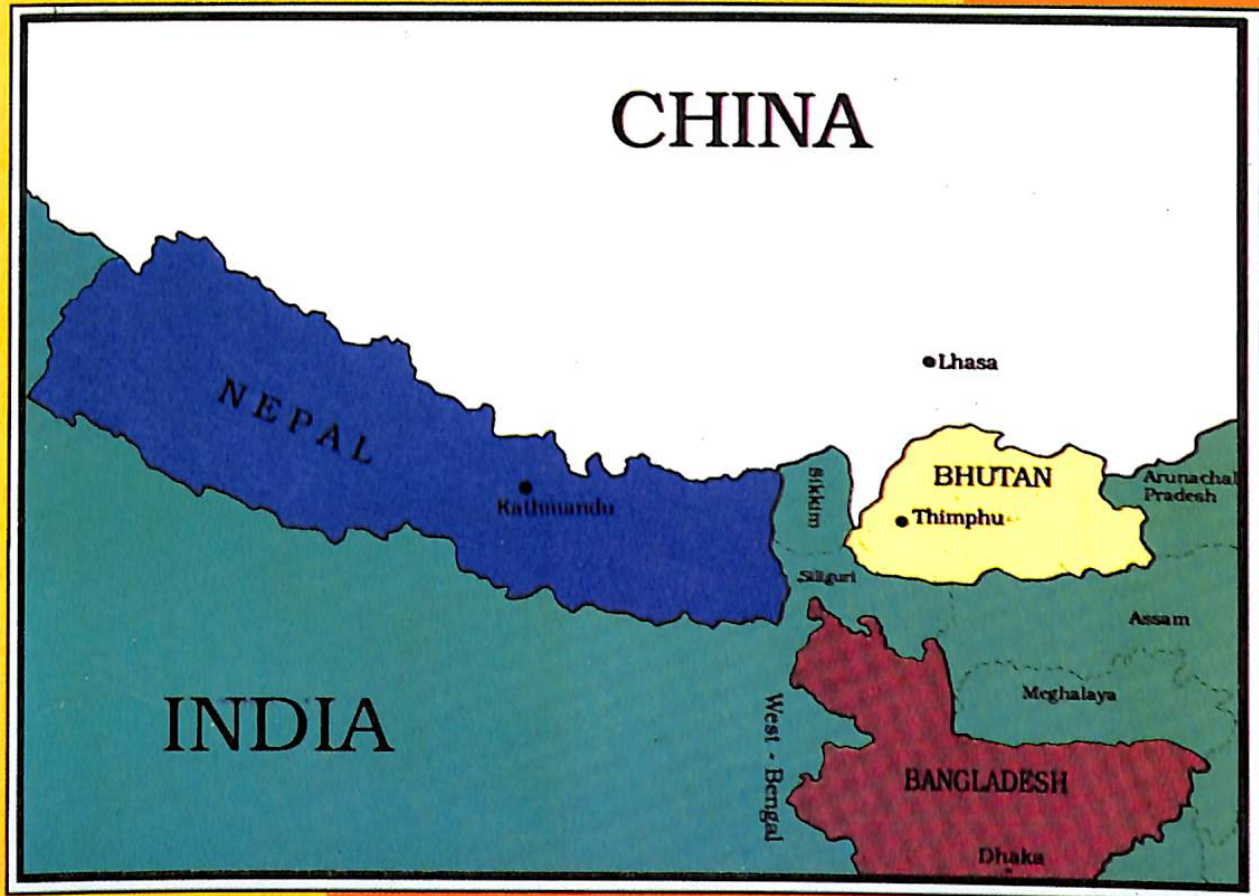 CHINA
Lhasa
NEPAL
Kathmandu
Sikkim
BHUTAN
Thimphu
Arunachal
Pradesh
Siliguri
Assam
Meghalaya
INDIA
West - Bengal
BANGLADESH
Dhaka